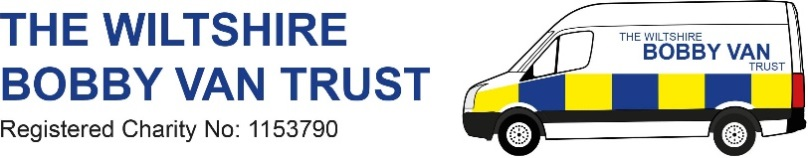 THE WILTSHIRE
BOBBY VAN TRUST
Registered Charity No: 1153790
THE WILTSHIRE
BOBBY VAN
TRUST